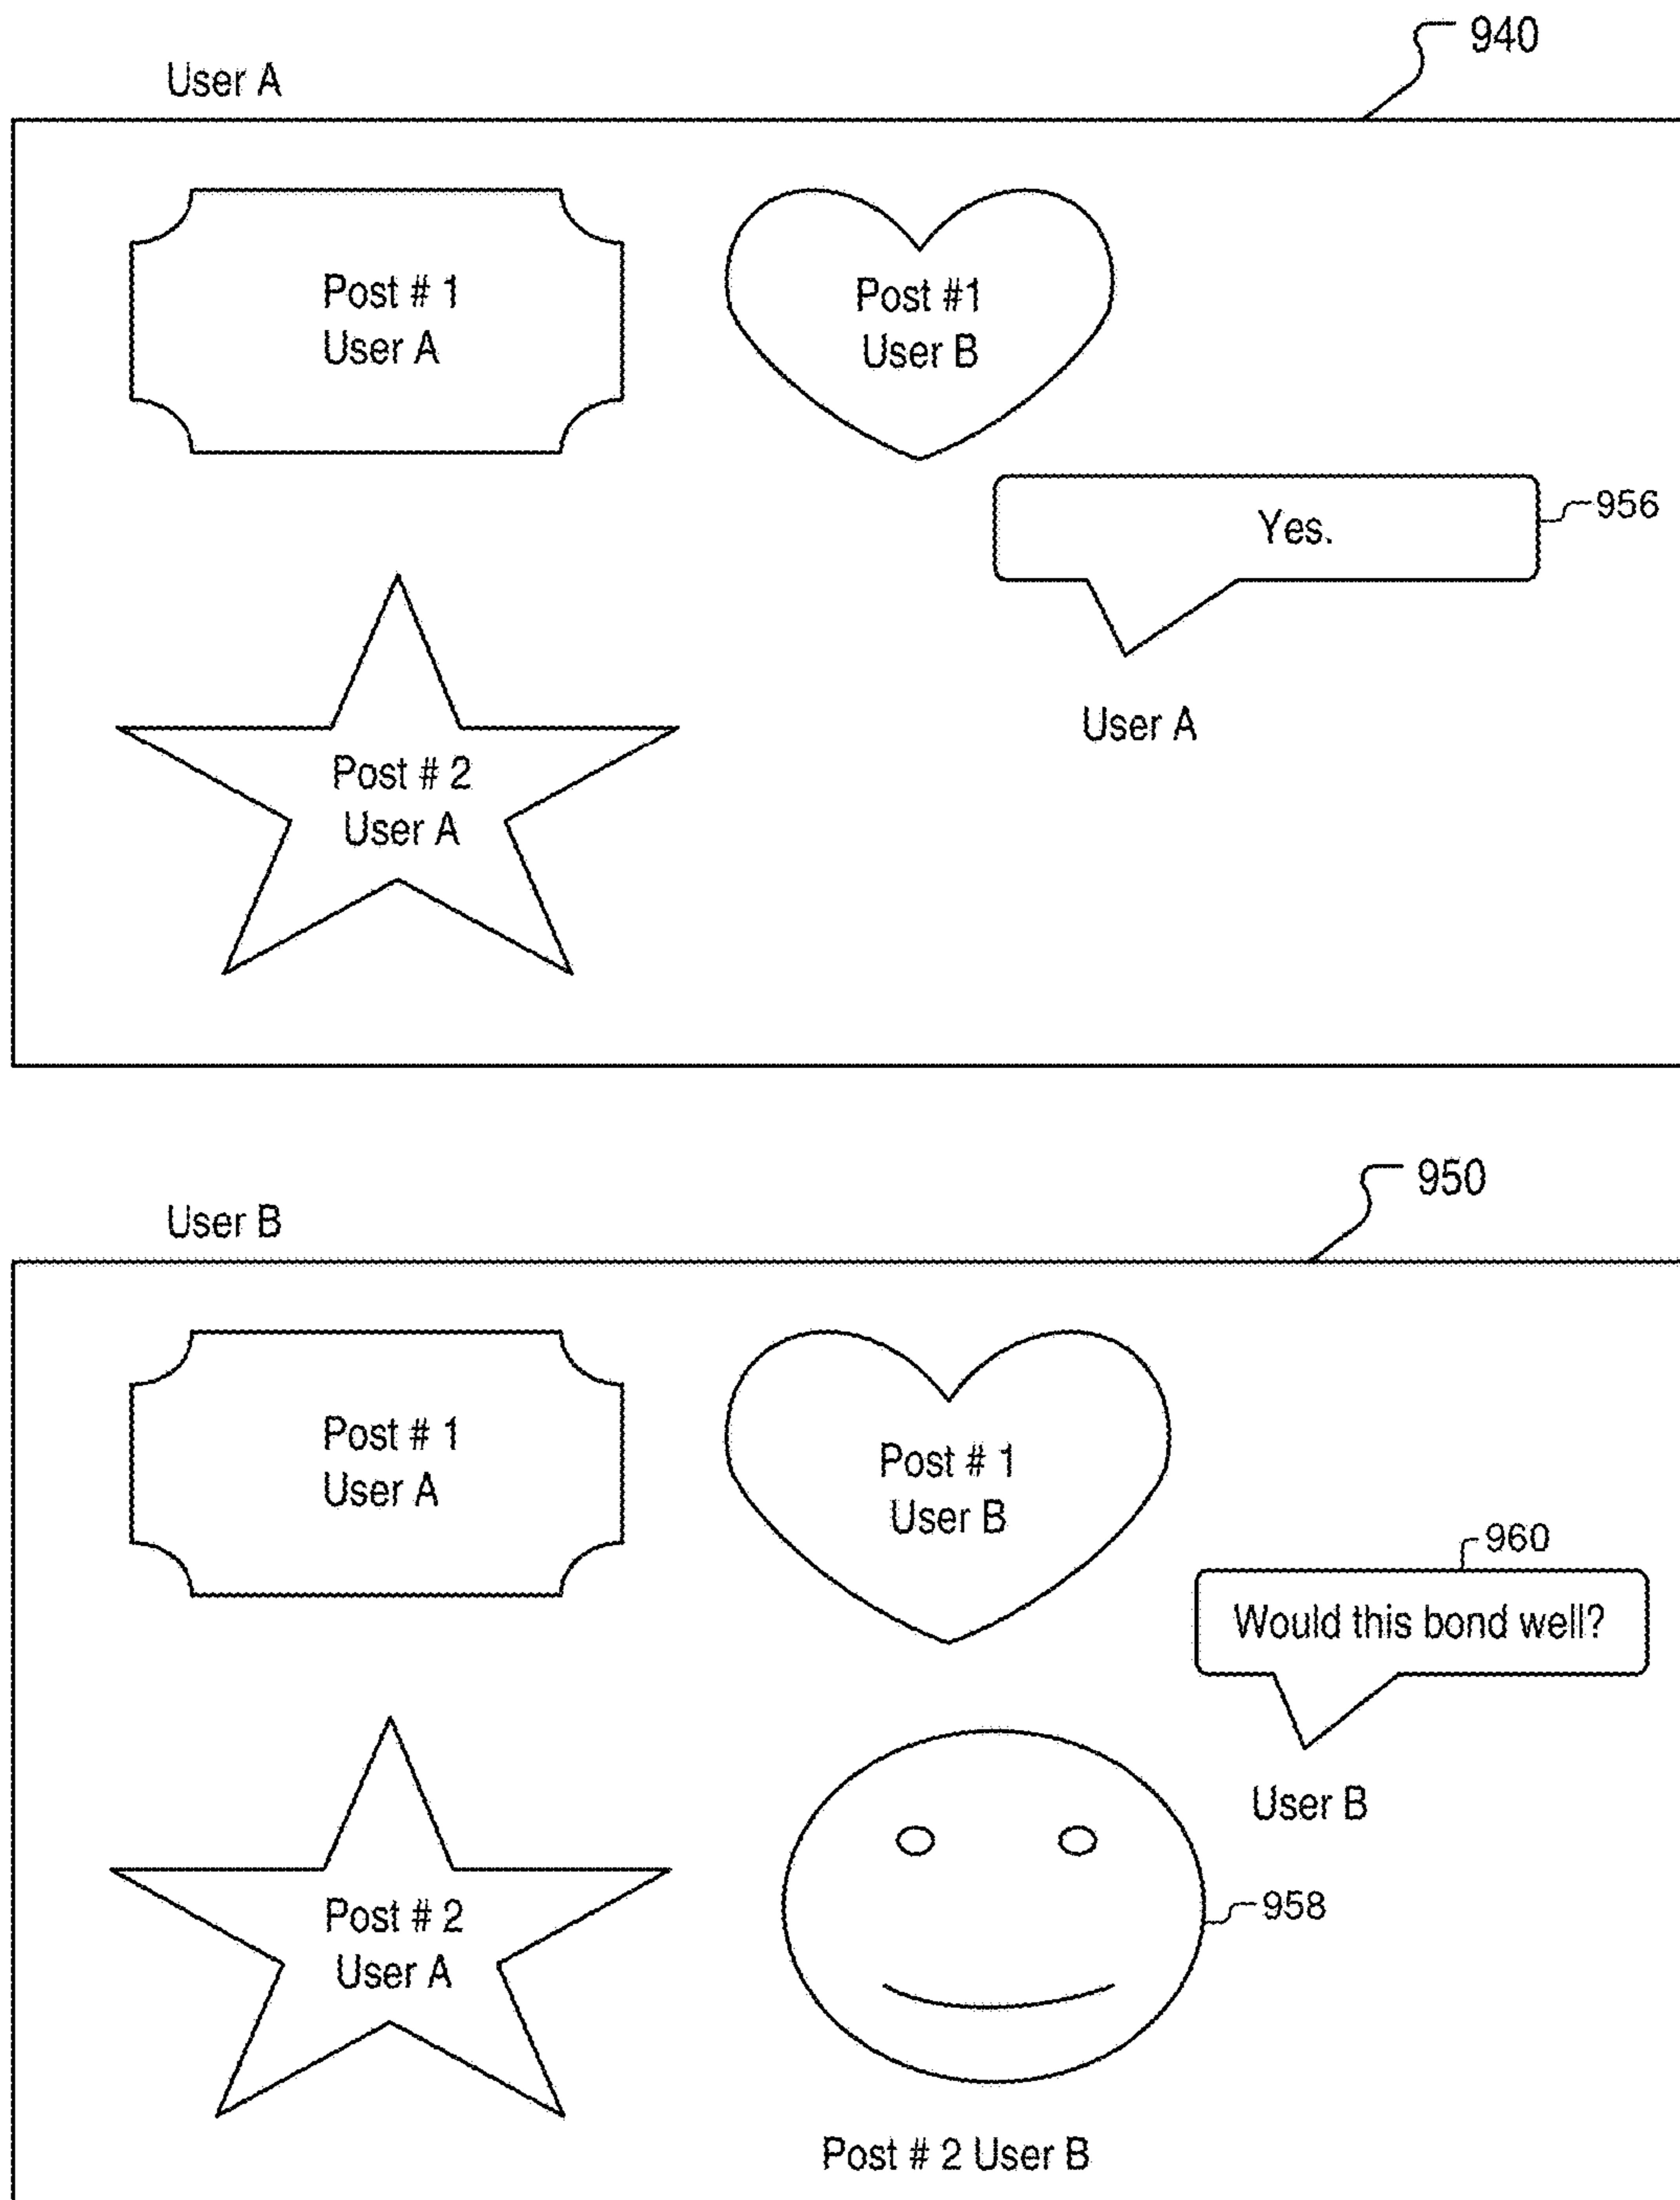 940
User A
Post # 1
User A
Post #1
User B
Yes.
956
User A
Post # 2
User A
950
User B
Post # 1
User A
Post # 1
User B
960
Would this bond well?
User B
Post # 2
User A
958
Post # 2 User B